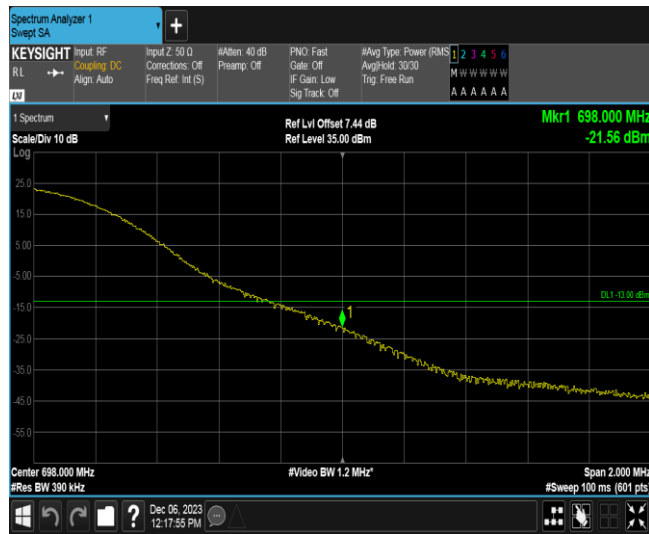 Spectrum Analyzer 1
Swept SA
+
KEYSIGHT
RL
LXI
Input: RF
Coupling: DC
Align: Auto
Input Z: 50 Ω
Corrections: Off
Freq Ref: Int (S)
#Atten: 40 dB
Preamp: Off
PNO: Fast
Gate: Off
IF Gain: Low
Sig Track: Off
#Avg Type: Power (RMS
Avg|Hold: 30/30
Trig: Free Run
1 2 3 4 5 6
M W W W W W
A A A A A A
1 Spectrum
Scale/Div 10 dB
Log
Ref Lvl Offset 7.44 dB
Ref Level 35.00 dBm
Mkr1 698.000 MHz
-21.56 dBm
25.0
15.0
5.00
-5.00
-15.0
-25.0
-35.0
-45.0
-55.0
DL1 -13.00 dBm
1
Center 698.000 MHz
#Res BW 390 kHz
#Video BW 1.2 MHz*
Span 2.000 MHz
#Sweep 100 ms (601 pts
?
Dec 06, 2023
12:17:55 PM